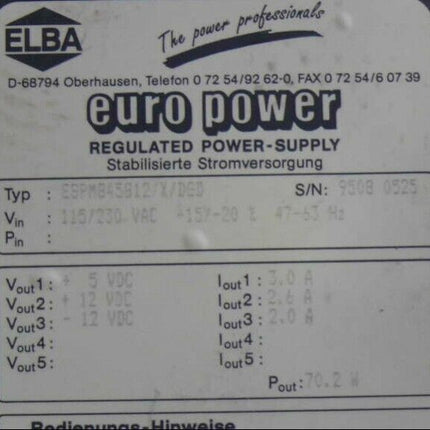 ELBA
The power professionals
D-68794 Oberhausen, Telefon 0 72 54/92 62-0, FAX 0 72 54/6 07 39
euro power
REGULATED POWER-SUPPLY
Stabilisierte Stromversorgung
Typ : S/N: 9508 0525
Vin : 115/230 VAC +15%-20 % 47-63 Hz
Pin :
Vout1 : + 5 VDC Iout1 : 3.0 A
Vout2 : + 12 VDC Iout2 : 2.6 A
Vout3 : - 12 VDC Iout3 : 2.0 A
Vout4 : Iout4 :
Vout5 : Iout5 :
Pout : 70.2 W
Bedienungs-Hinweise